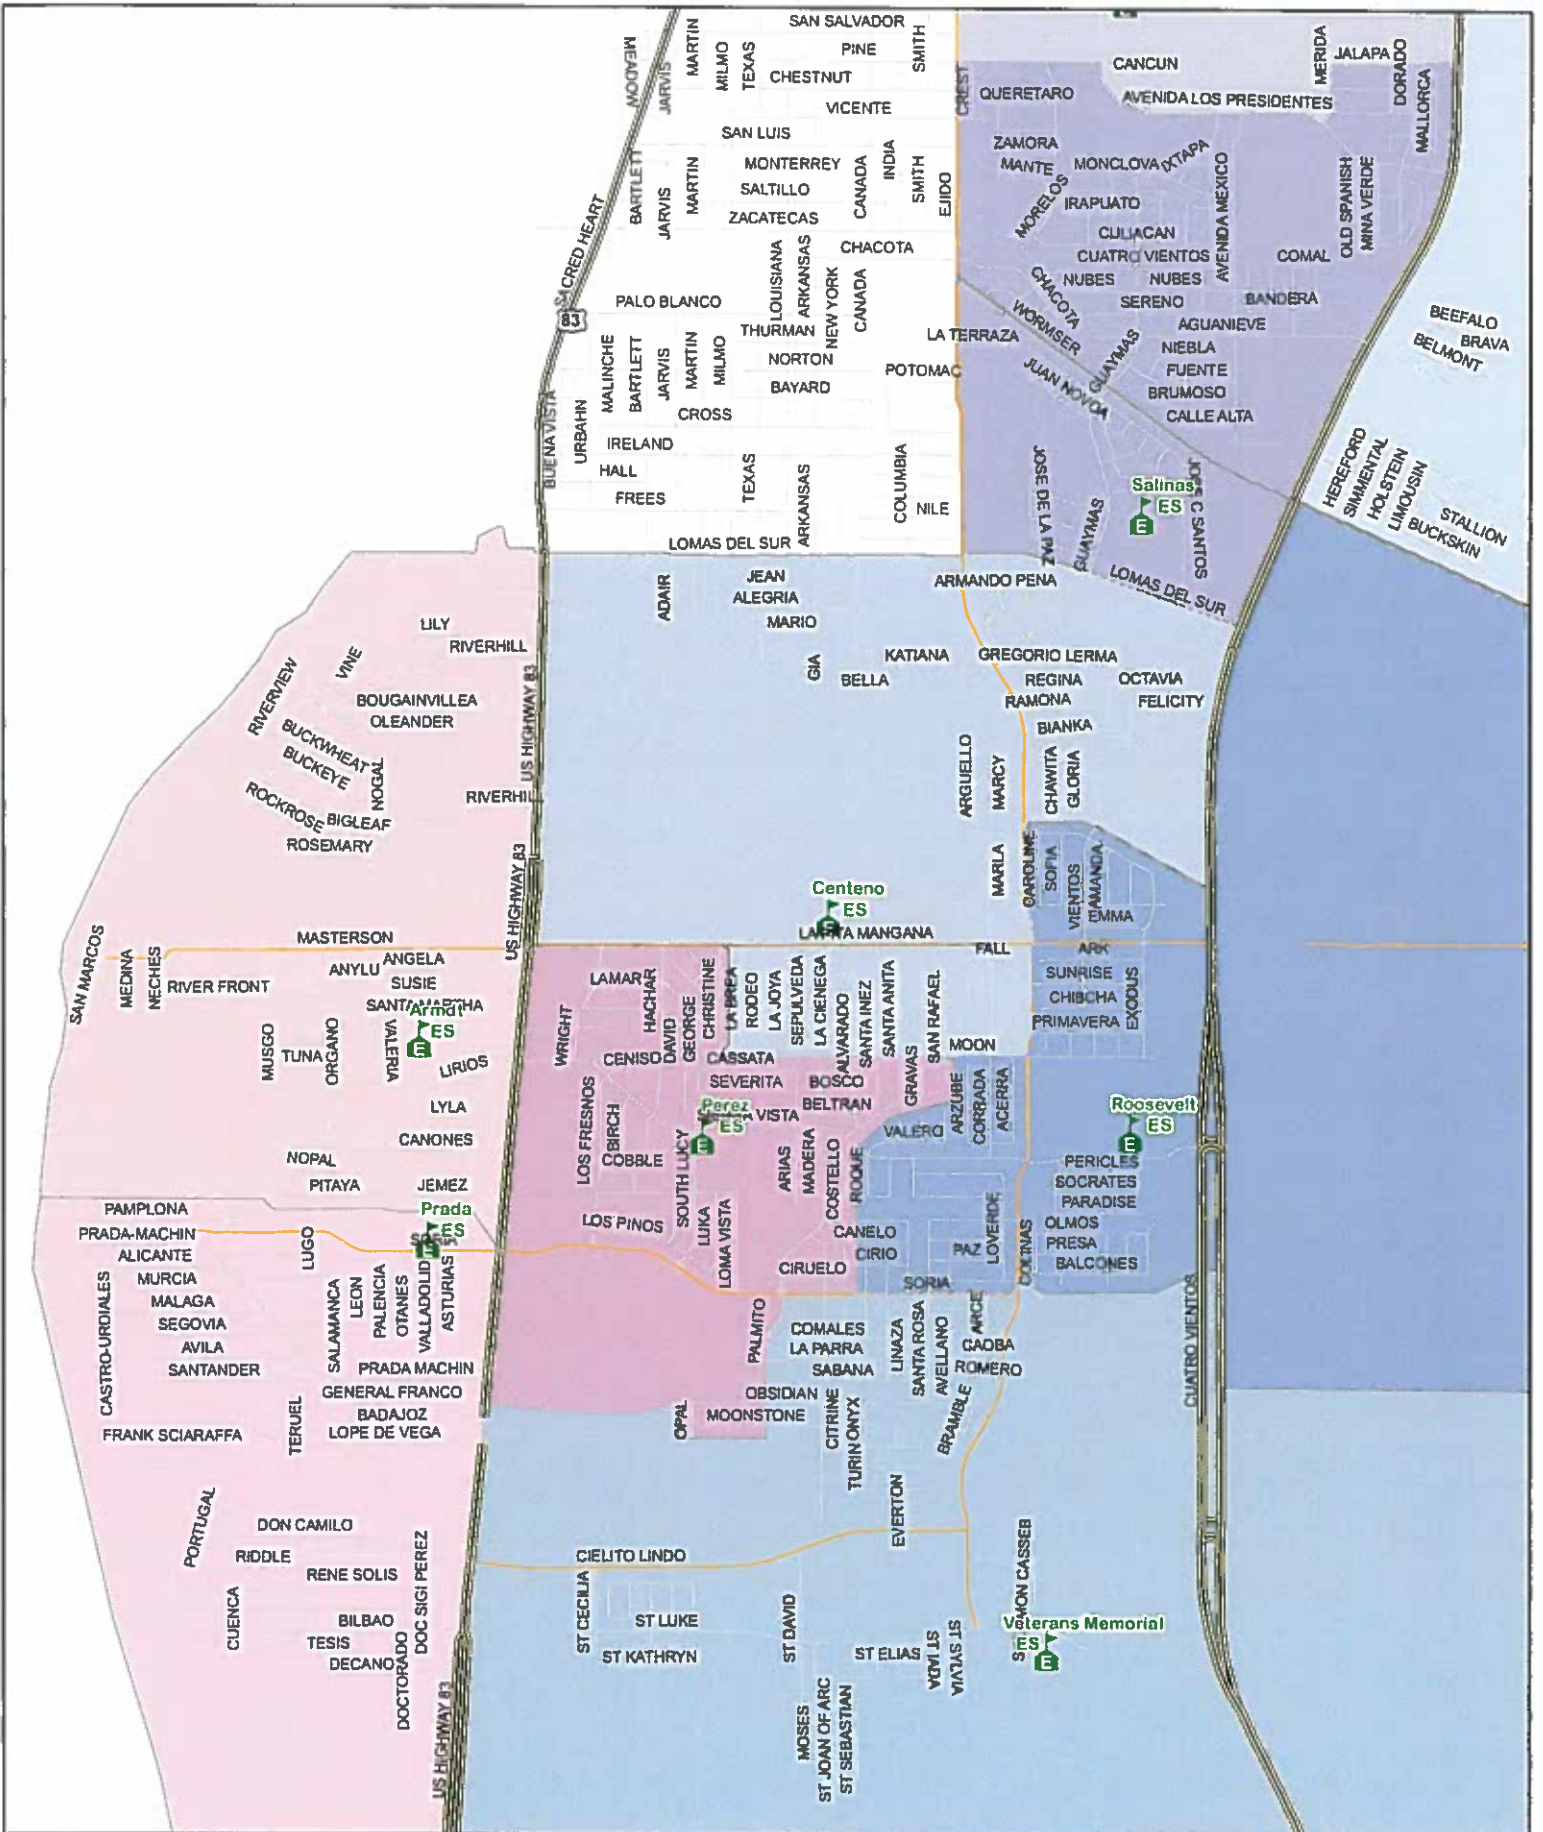 SAN SALVADOR
MEADOW
JARVIS
MARTIN
MILMO
TEXAS
PINE
SMITH
CHESTNUT
VICENTE
CREST
CANCUN
MERIDA
JALAPA
DORADO
MALLORCA
QUERETARO
AVENIDA LOS PRESIDENTES
SAN LUIS
BARTLETT
JARVIS
MARTIN
MONTERREY
SALTILLO
ZACATECAS
CANADA
INDIA
SMITH
EJIDO
ZAMORA
MANTE
MONCLOVA
IXTAPA
MORELOS
IRAPUATO
AVENIDA MEXICO
OLD SPANISH
MINA VERDE
CULIACAN
CUATRO VIENTOS
COMAL
NUBES
NUBES
SACRED HEART
83
LOUISIANA
ARKANSAS
NEW YORK
CHACOTA
CANADA
PALO BLANCO
THURMAN
CHACOTA
WORMSER
SERENO
BANDERA
LA TERRAZA
AGUANIEVE
BEEFALO
BRAVA
BELMONT
MALINCHE
BARTLETT
JARVIS
MARTIN
MILMO
NORTON
BAYARD
POTOMAC
JUAN NOVOA
GUAYMAS
NIEBLA
FUENTE
BRUMOSO
CALLE ALTA
BUENA VISTA
URBAHN
CROSS
IRELAND
HALL
FREES
TEXAS
ARKANSAS
COLUMBIA
NILE
JOSE DE LA PAZ
GUAYMAS
Salinas
ES
E
JOSE C SANTOS
HEREFORD
SIMMENTAL
HOLSTEIN
LIMOUSIN
BUCKSKIN
STALLION
LOMAS DEL SUR
LOMAS DEL SUR
ADAIR
JEAN
ALEGRIA
MARIO
ARMANDO PENA
LILY
RIVERHILL
VINE
RIVERVIEW
GIA
KATIANA
BELLA
GREGORIO LERMA
REGINA
OCTAVIA
RAMONA
FELICITY
BIANKA
BOUGAINVILLEA
OLEANDER
BUCKWHEAT
BUCKEYE
NOGAL
US HIGHWAY 83
ARGUELLO
MARCY
CHAWITA
GLORIA
ROCKROSE
BIGLEAF
ROSEMARY
RIVERHILL
US HIGHWAY 83
MARLA
CAROLINE
SOFIA
VIENTOS
AMANDA
EMMA
Centeno
ES
E
LA PITA MANGANA
FALL
ARK
MASTERSON
SAN MARCOS
MEDINA
NECHES
RIVER FRONT
ANGELA
ANYLU
SUSIE
SANTA MARTHA
Armat
ES
E
LAMAR
HACHAR
DAVID
GEORGE
CHRISTINE
LA BREA
RODEO
LA JOYA
SEPULVEDA
LA CIENEGA
ALVARADO
SANTA INEZ
SANTA ANITA
SAN RAFAEL
SUNRISE
CHIBCHA
PRIMAVERA
EXODUS
MUSGO
TUNA
ORGANO
VALERIA
LIRIOS
WRIGHT
CENISO
CASSATA
MOON
SEVERITA
BOSCO
GRAVAS
BELTRAN
ARZUBE
CORRADA
ACERRA
LYLA
CANONES
LOS FRESNOS
BIRCH
COBBLE
Perez
ES
E
VISTA
SOUTH LUCY
VALERO
Roosevelt
ES
E
NOPAL
PITAYA
JEMEZ
ARIAS
MADERA
COSTELLO
ROQUE
PERICLES
SOCRATES
PARADISE
PAMPLONA
PRADA-MACHIN
ALICANTE
LUGO
Prada
ES
SORIA
E
LOS PINOS
LUKA
LOMA VISTA
CANELO
CIRIO
CIRUELO
PAZ
LOVERDE
COLINAS
OLMOS
PRESA
BALCONES
SORIA
CASTRO-URDIALES
MURCIA
MALAGA
SEGOVIA
AVILA
SANTANDER
SALAMANCA
LEON
PALENCIA
OTANES
VALLADOLID
ASTURIAS
PRADA MACHIN
PALMITO
COMALES
LA PARRA
SABANA
LINAZA
SANTA ROSA
AVELLANO
ARCE
CAOBA
ROMERO
CUATRO VIENTOS
GENERAL FRANCO
BADAJOZ
LOPE DE VEGA
TERUEL
FRANK SCIARAFFA
OPAL
OBSIDIAN
MOONSTONE
CITRINE
TURIN
ONYX
BRAMBLE
PORTUGAL
DON CAMILO
RIDDLE
RENE SOLIS
DOC SIGI PEREZ
CUENCA
BILBAO
TESIS
DECANO
DOCTORADO
US HIGHWAY 83
CIELITO LINDO
EVERTON
ST CECILIA
ST LUKE
ST KATHRYN
ST DAVID
ST ELIAS
ST JADA
ST SYLVIA
Veterans Memorial
ES
E
MOSES
ST JOAN OF ARC
ST SEBASTIAN